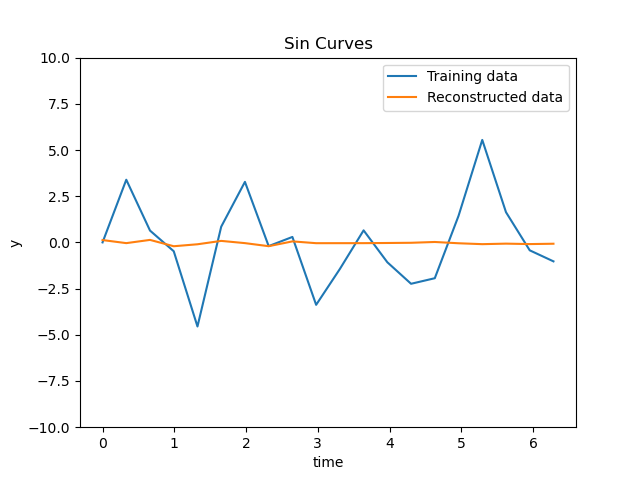 Sin Curves
Training data
Reconstructed data
10.0
7.5
5.0
2.5
0.0
−2.5
−5.0
−7.5
−10.0
y
0 1 2 3 4 5 6
time